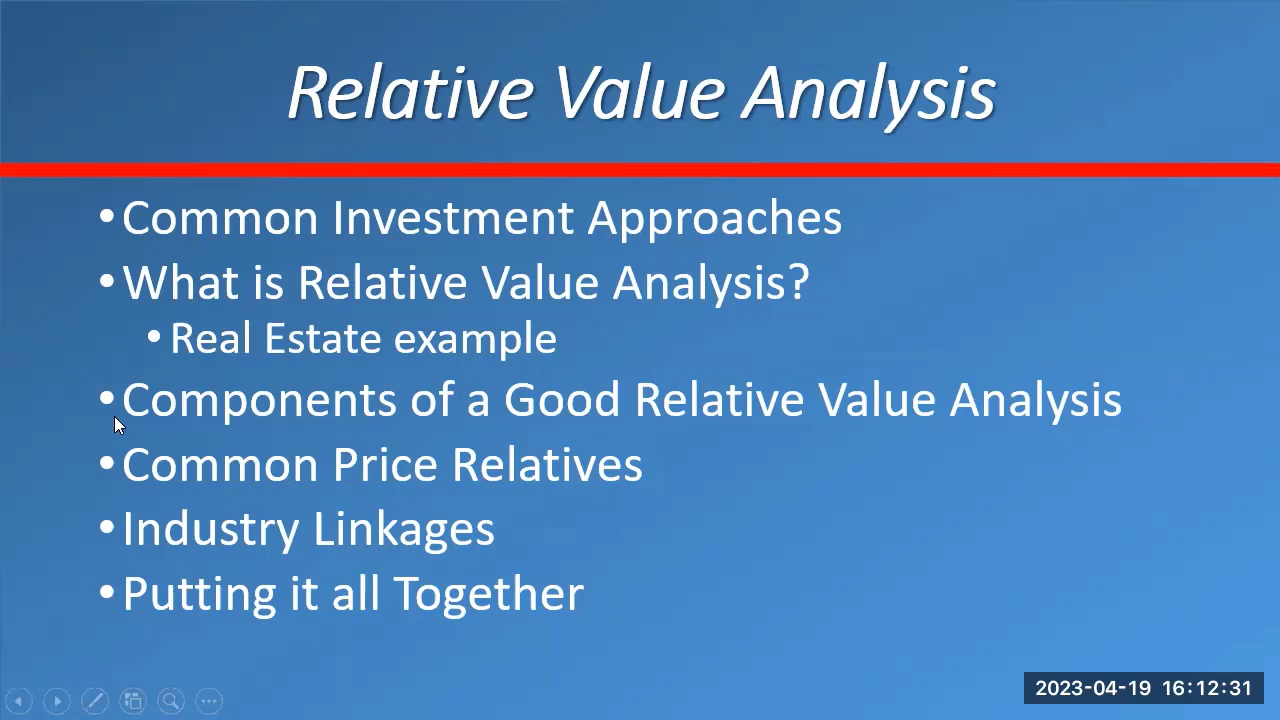 Relative Value Analysis
•Common Investment Approaches
•What is Relative Value Analysis?
•Real Estate example
•Components of a Good Relative Value Analysis
•Common Price Relatives
•Industry Linkages
•Putting it all Together
2023-04-19 16:12:31